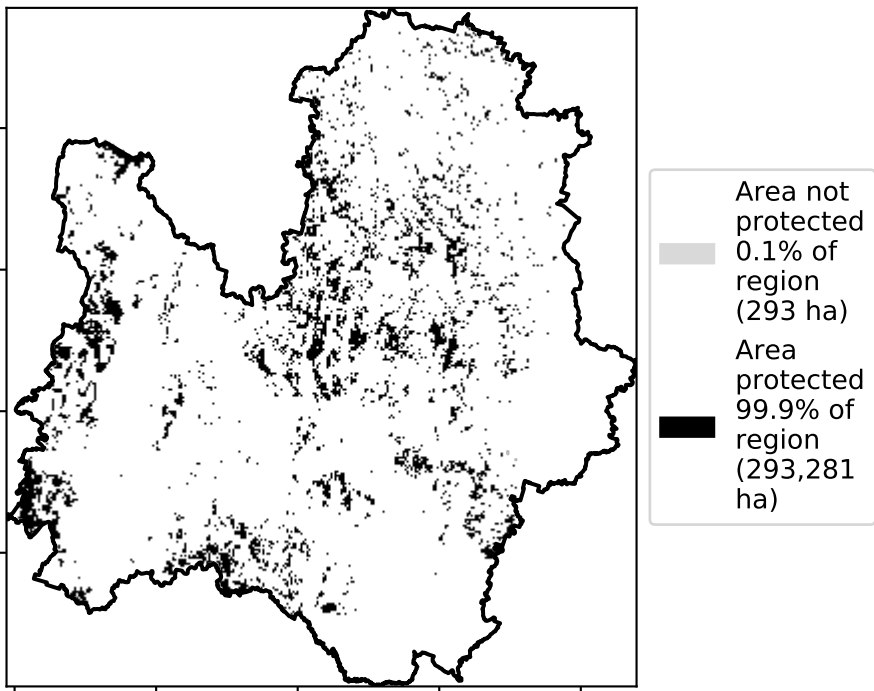 Area not
protected
0.1% of
region
(293 ha)
Area
protected
99.9% of
region
(293,281
ha)